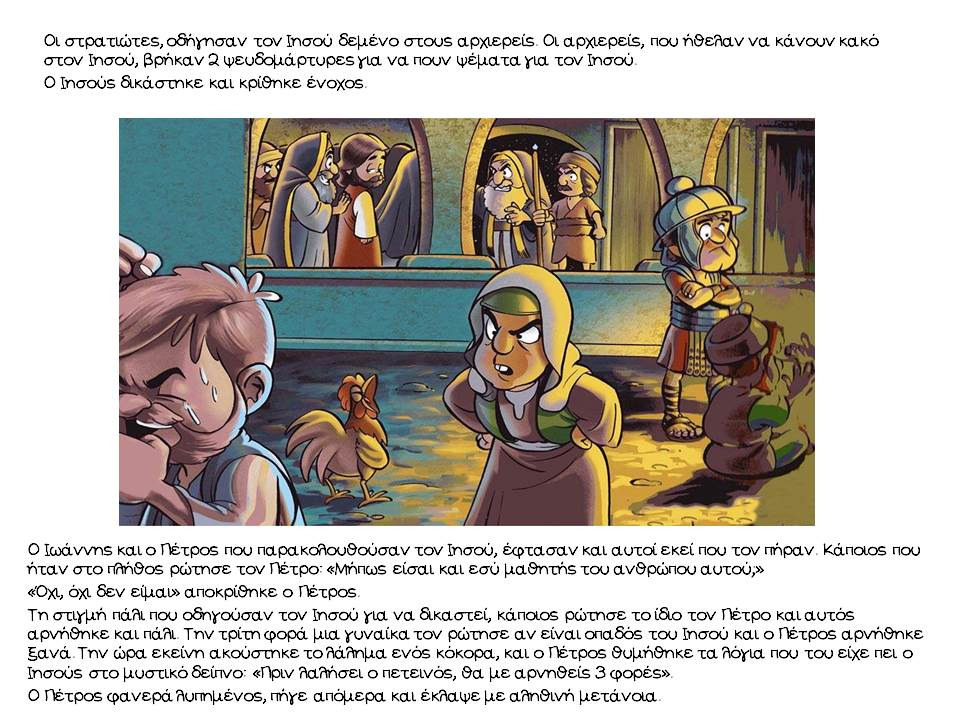 Οι στρατιώτες, οδήγησαν τον Ιησού δεμένο στους αρχιερείς. Οι αρχιερείς, που ήθελαν να κάνουν κακό
στον Ιησού, βρήκαν 2 ψευδομάρτυρες για να πουν ψέματα για τον Ιησού.
Ο Ιησούς δικάστηκε και κρίθηκε ένοχος.
Ο Ιωάννης και ο Πέτρος που παρακολουθούσαν τον Ιησού, έφτασαν και αυτοί εκεί που τον πήραν. Κάποιος που
ήταν στο πλήθος ρώτησε τον Πέτρο: «Μήπως είσαι και εσύ μαθητής του ανθρώπου αυτού;»
«Όχι, όχι δεν είμαι» αποκρίθηκε ο Πέτρος.
Τη στιγμή πάλι που οδηγούσαν τον Ιησού για να δικαστεί, κάποιος ρώτησε το ίδιο τον Πέτρο και αυτός
αρνήθηκε και πάλι. Την τρίτη φορά μια γυναίκα τον ρώτησε αν είναι οπαδός του Ιησού και ο Πέτρος αρνήθηκε
ξανά. Την ώρα εκείνη ακούστηκε το λάλημα ενός κόκορα, και ο Πέτρος θυμήθηκε τα λόγια που του είχε πει ο
Ιησούς στο μυστικό δείπνο: «Πριν λαλήσει ο πετεινός, θα με αρνηθείς 3 φορές».
Ο Πέτρος φανερά λυπημένος, πήγε απόμερα και έκλαψε με αληθινή μετάνοια.